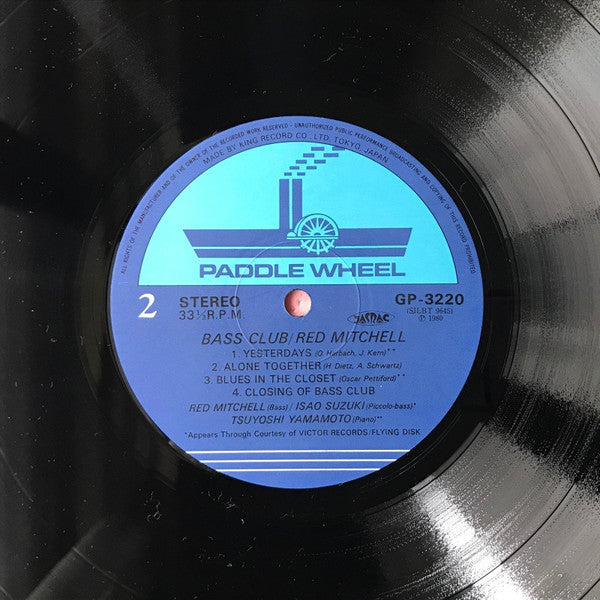 ALL RIGHTS OF THE MANUFACTURER AND OF THE OWNER OF THE RECORDED WORK RESERVED - UNAUTHORIZED PUBLIC PERFORMANCE BROADCASTING AND COPYING OF THIS RECORD PROHIBITED
MADE BY KING RECORD CO., LTD. TOKYO, JAPAN
PADDLE WHEEL
2
STEREO
33⅓R.P.M.
JASRAC
GP-3220
(SJLBT 9645)
Ⓟ 1980
BASS CLUB/RED MITCHELL
1. YESTERDAYS (O. Harbach, J. Kern)**
2. ALONE TOGETHER (H. Dietz, A. Schwartz)
3. BLUES IN THE CLOSET (Oscar Pettiford)**
4. CLOSING OF BASS CLUB
RED MITCHELL (Bass)/ISAO SUZUKI (Piccolo-bass)*
TSUYOSHI YAMAMOTO (Piano)**
*Appears Through Courtesy of VICTOR RECORDS/FLYING DISK